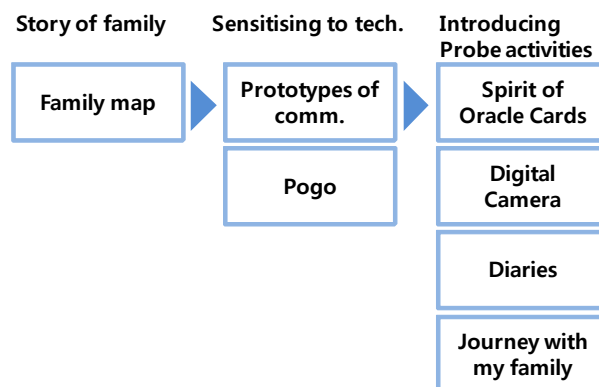 Story of family
Family map
Sensitising to tech.
Prototypes of
comm.
Pogo
Introducing
Probe activities
Spirit of
Oracle Cards
Digital
Camera
Diaries
Journey with
my family